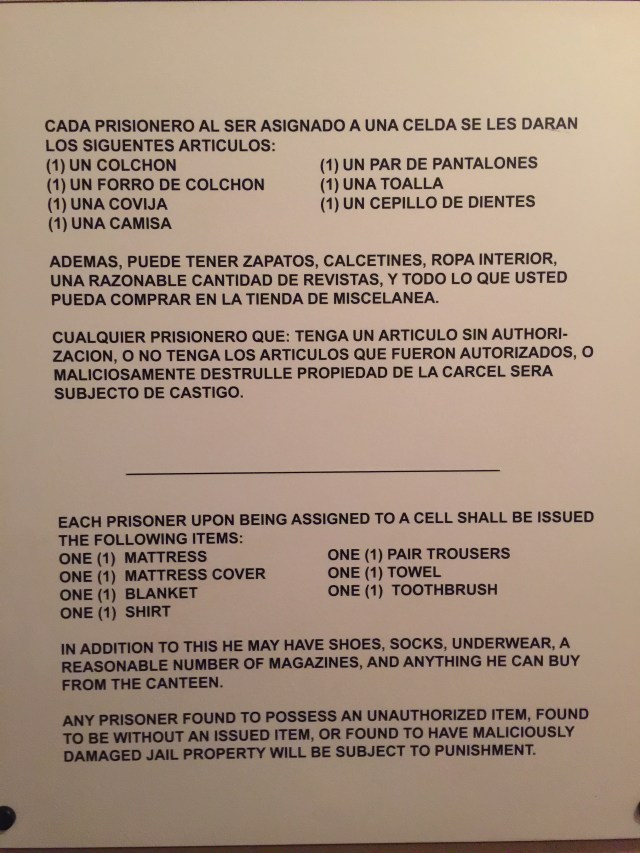 CADA PRISIONERO AL SER ASIGNADO A UNA CELDA SE LES DARAN
LOS SIGUENTES ARTICULOS:
(1) UN COLCHON (1) UN PAR DE PANTALONES
(1) UN FORRO DE COLCHON (1) UNA TOALLA
(1) UNA COVIJA (1) UN CEPILLO DE DIENTES
(1) UNA CAMISA
ADEMAS, PUEDE TENER ZAPATOS, CALCETINES, ROPA INTERIOR,
UNA RAZONABLE CANTIDAD DE REVISTAS, Y TODO LO QUE USTED
PUEDA COMPRAR EN LA TIENDA DE MISCELANEA.
CUALQUIER PRISIONERO QUE: TENGA UN ARTICULO SIN AUTHORI-
ZACION, O NO TENGA LOS ARTICULOS QUE FUERON AUTORIZADOS, O
MALICIOSAMENTE DESTRULLE PROPIEDAD DE LA CARCEL SERA
SUBJECTO DE CASTIGO.
EACH PRISONER UPON BEING ASSIGNED TO A CELL SHALL BE ISSUED
THE FOLLOWING ITEMS:
ONE (1) MATTRESS ONE (1) PAIR TROUSERS
ONE (1) MATTRESS COVER ONE (1) TOWEL
ONE (1) BLANKET ONE (1) TOOTHBRUSH
ONE (1) SHIRT
IN ADDITION TO THIS HE MAY HAVE SHOES, SOCKS, UNDERWEAR, A
REASONABLE NUMBER OF MAGAZINES, AND ANYTHING HE CAN BUY
FROM THE CANTEEN.
ANY PRISONER FOUND TO POSSESS AN UNAUTHORIZED ITEM, FOUND
TO BE WITHOUT AN ISSUED ITEM, OR FOUND TO HAVE MALICIOUSLY
DAMAGED JAIL PROPERTY WILL BE SUBJECT TO PUNISHMENT.